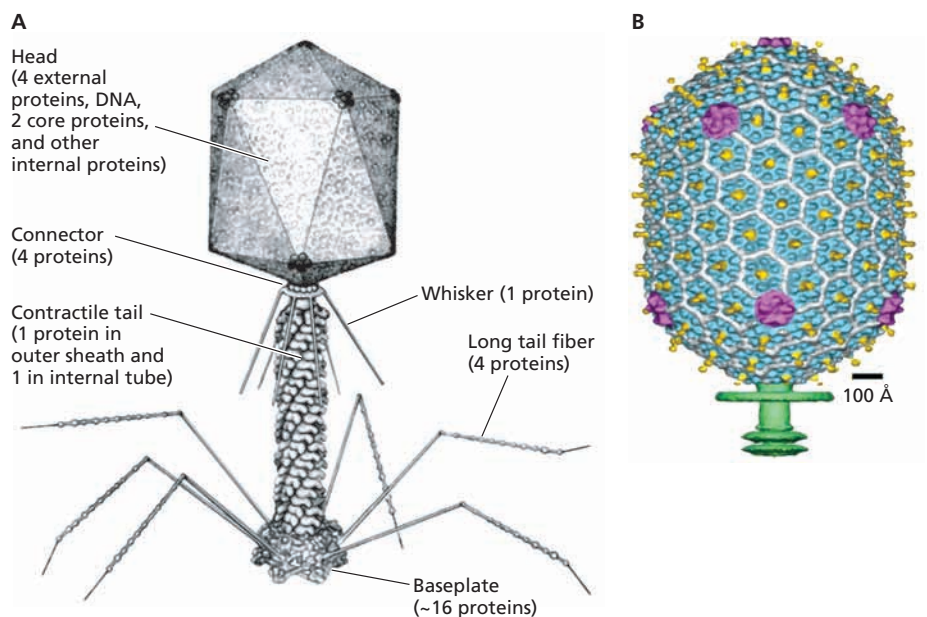 A
Head
(4 external
proteins, DNA,
2 core proteins,
and other
internal proteins)
Connector
(4 proteins)
Contractile tail
(1 protein in
outer sheath and
1 in internal tube)
Whisker (1 protein)
Long tail fiber
(4 proteins)
Baseplate
(~16 proteins)
B
100 Å